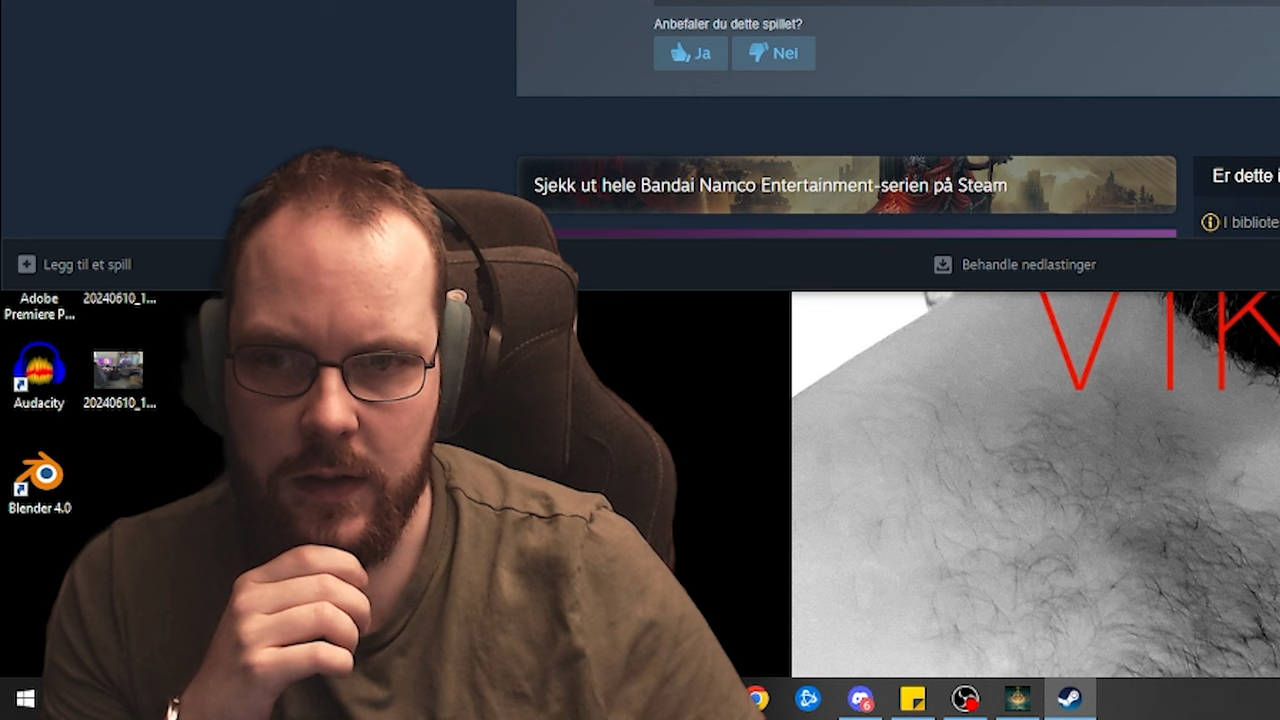 Anbefaler du dette spillet?
Ja
Nei
Sjekk ut hele Bandai Namco Entertainment-serien på Steam
Er dette i
I bibliote
Legg til et spill
Behandle nedlastinger
Adobe
Premiere P...
20240610_1...
VIK
Audacity
20240610_1...
Blender 4.0
6